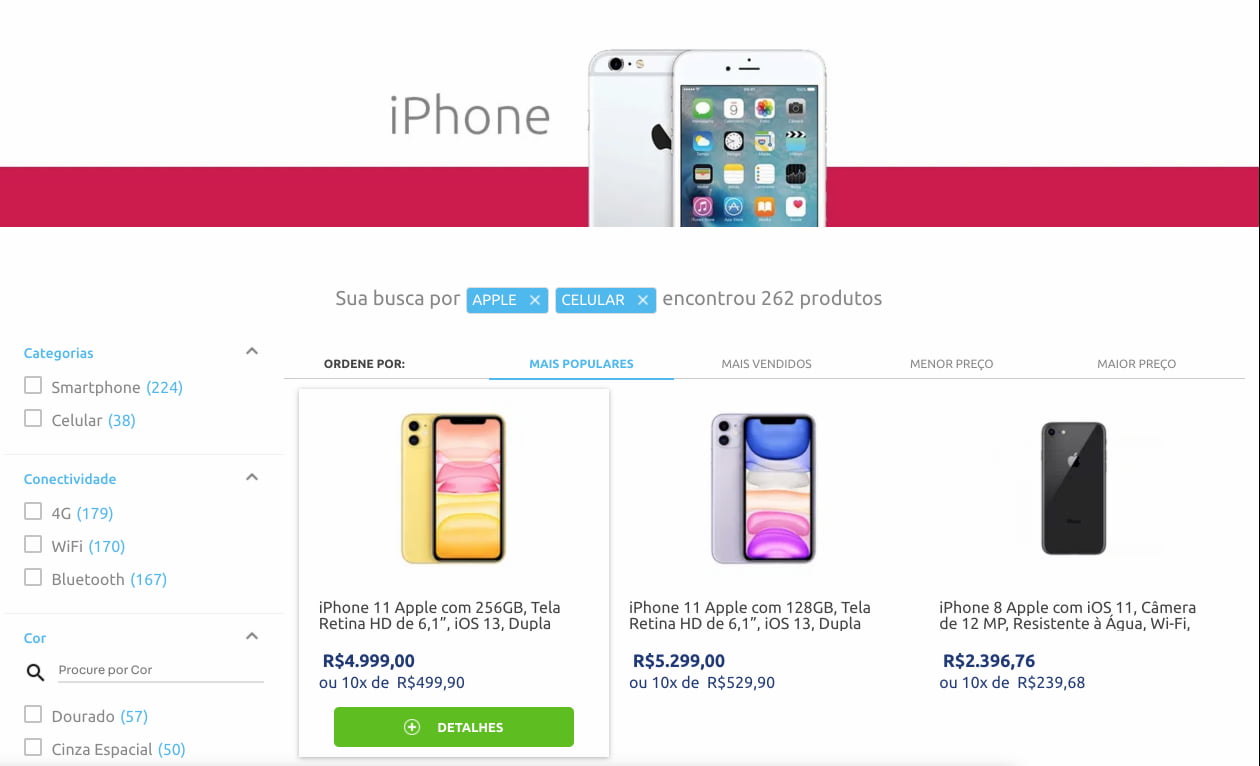 iPhone
Sua busca por APPLE × CELULAR × encontrou 262 produtos
Categorias
Smartphone (224)
Celular (38)
Conectividade
4G (179)
WiFi (170)
Bluetooth (167)
Cor
Procure por Cor
Dourado (57)
Cinza Espacial (50)
ORDENE POR: MAIS POPULARES MAIS VENDIDOS MENOR PREÇO MAIOR PREÇO
iPhone 11 Apple com 256GB, Tela
Retina HD de 6,1”, iOS 13, Dupla
R$4.999,00
ou 10x de R$499,90
DETALHES
iPhone 11 Apple com 128GB, Tela
Retina HD de 6,1”, iOS 13, Dupla
R$5.299,00
ou 10x de R$529,90
iPhone 8 Apple com iOS 11, Câmera
de 12 MP, Resistente à Água, Wi-Fi,
R$2.396,76
ou 10x de R$239,68